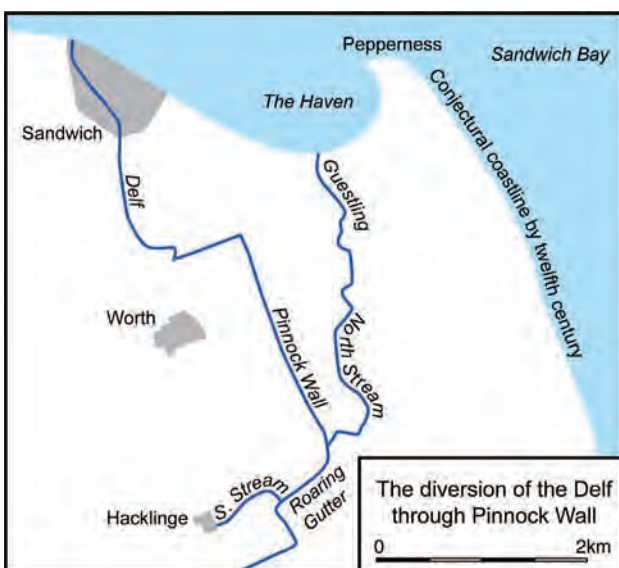 Pepperness
Sandwich Bay
The Haven
Conjectural coastline by twelfth century
Sandwich
Delf
Guestling
Worth
Pinnock Wall
North Stream
S. Stream
Roaring
Gutter
Hacklinge
The diversion of the Delf
through Pinnock Wall
0 2km